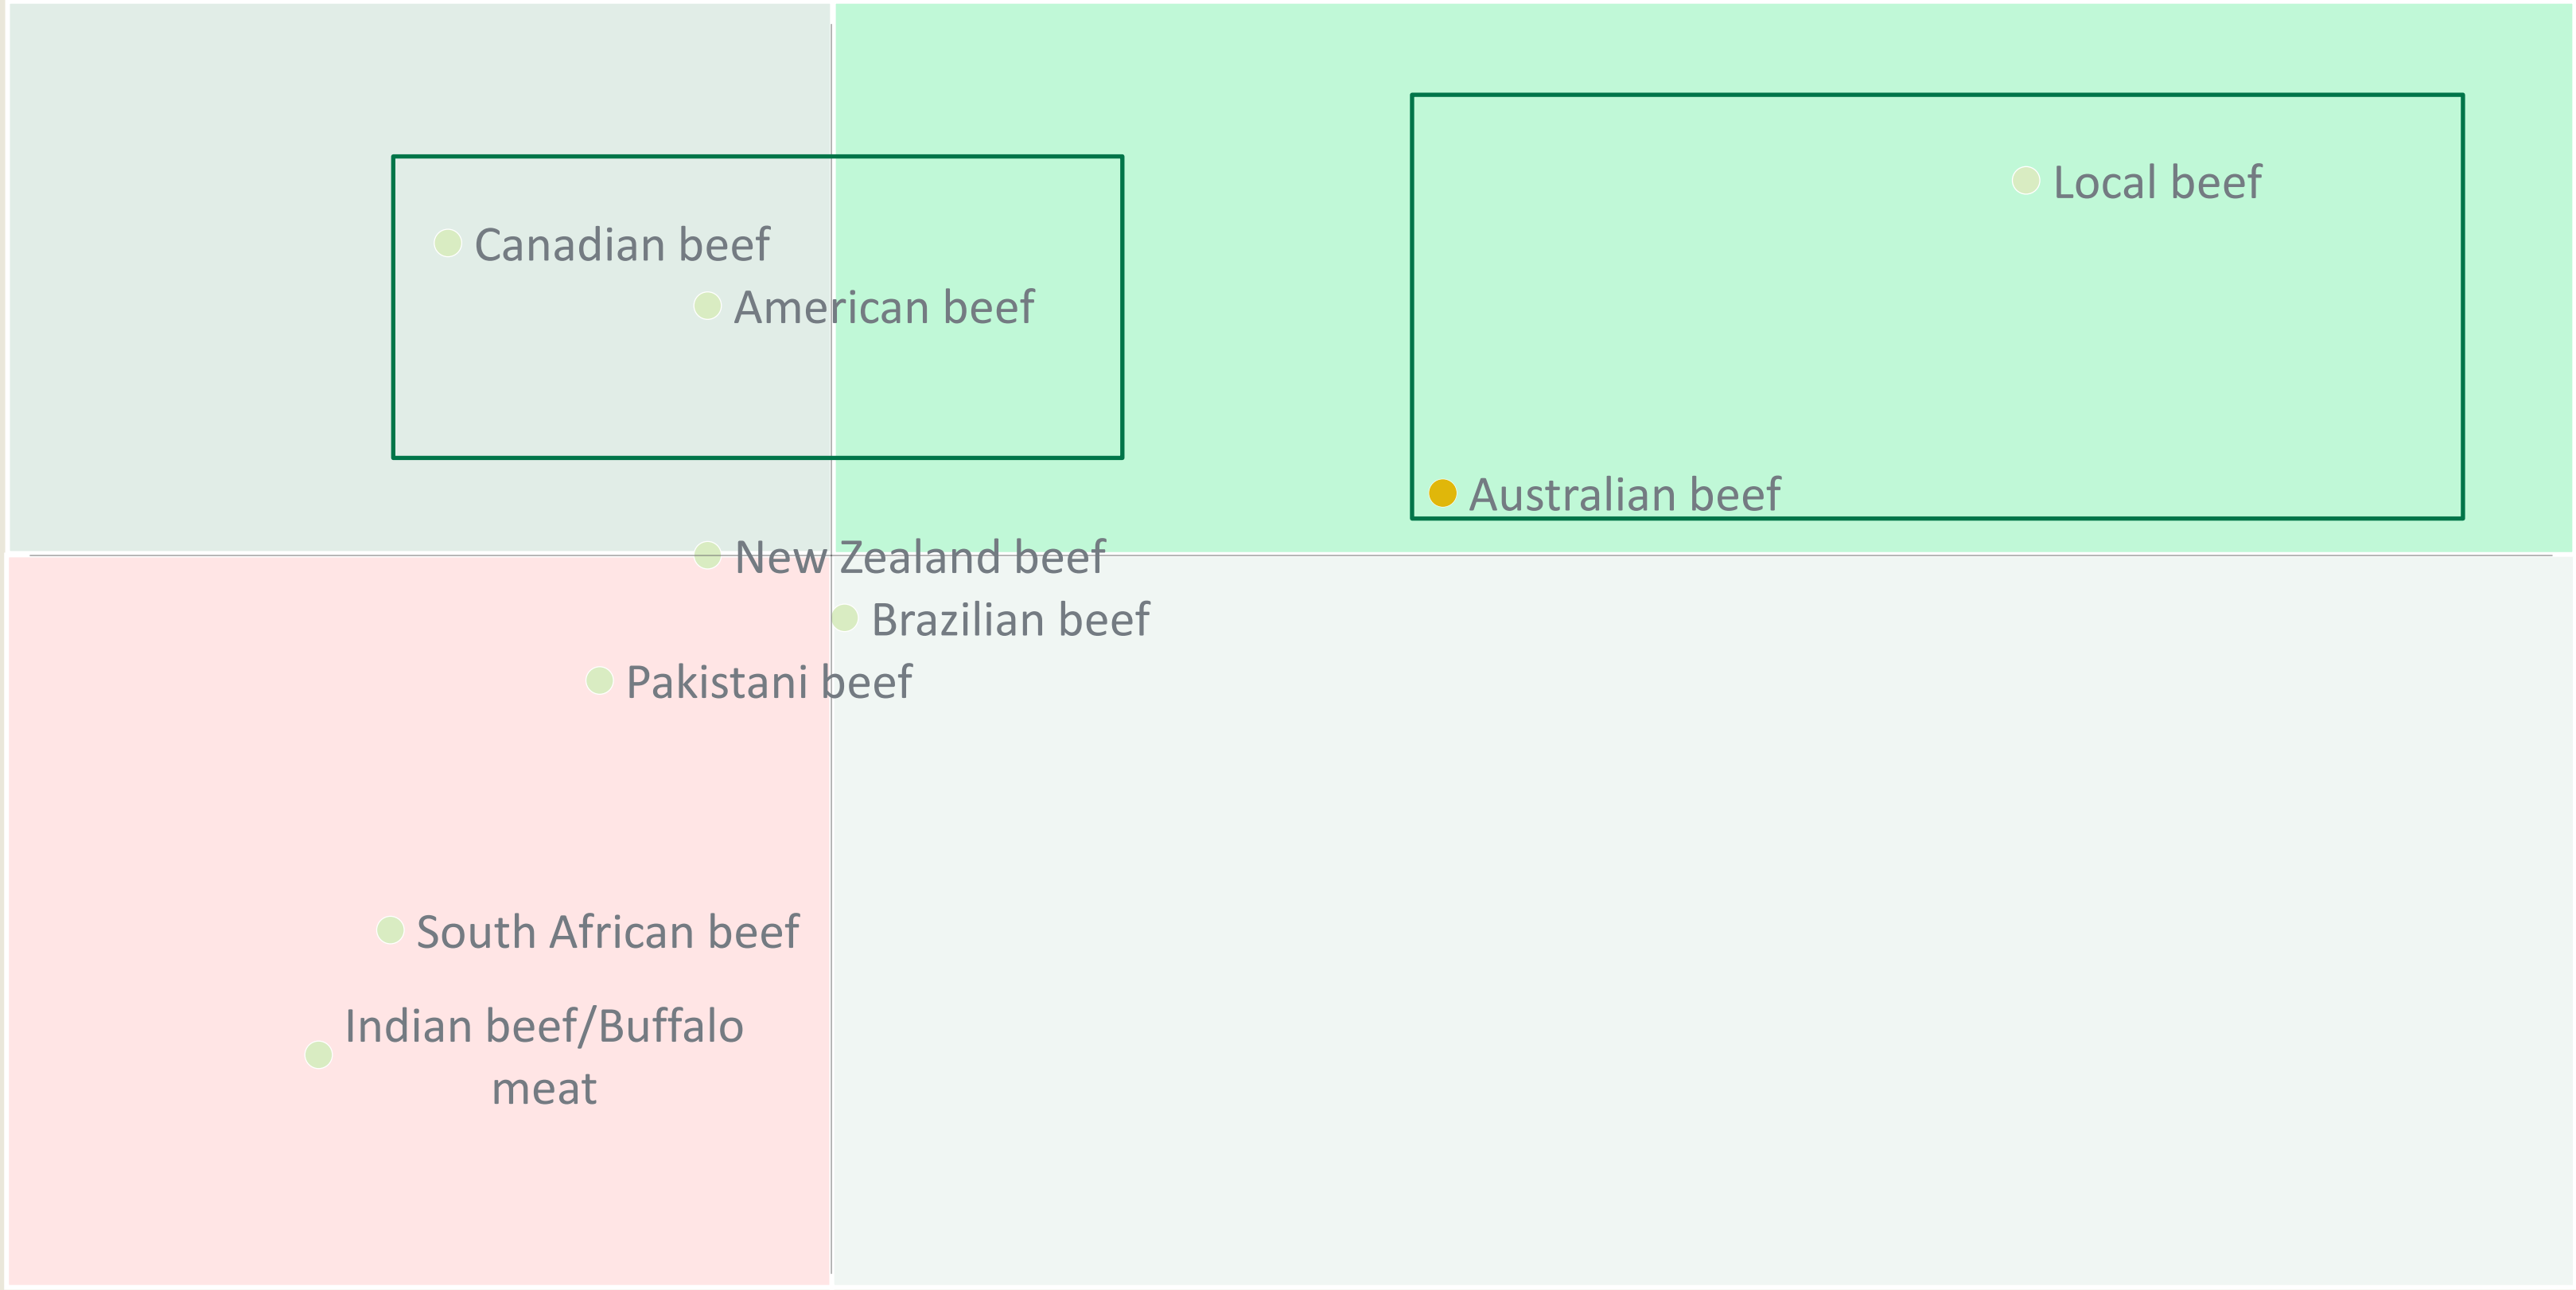 Local beef
Canadian beef
American beef
Australian beef
New Zealand beef
Brazilian beef
Pakistani beef
South African beef
Indian beef/Buffalo
meat